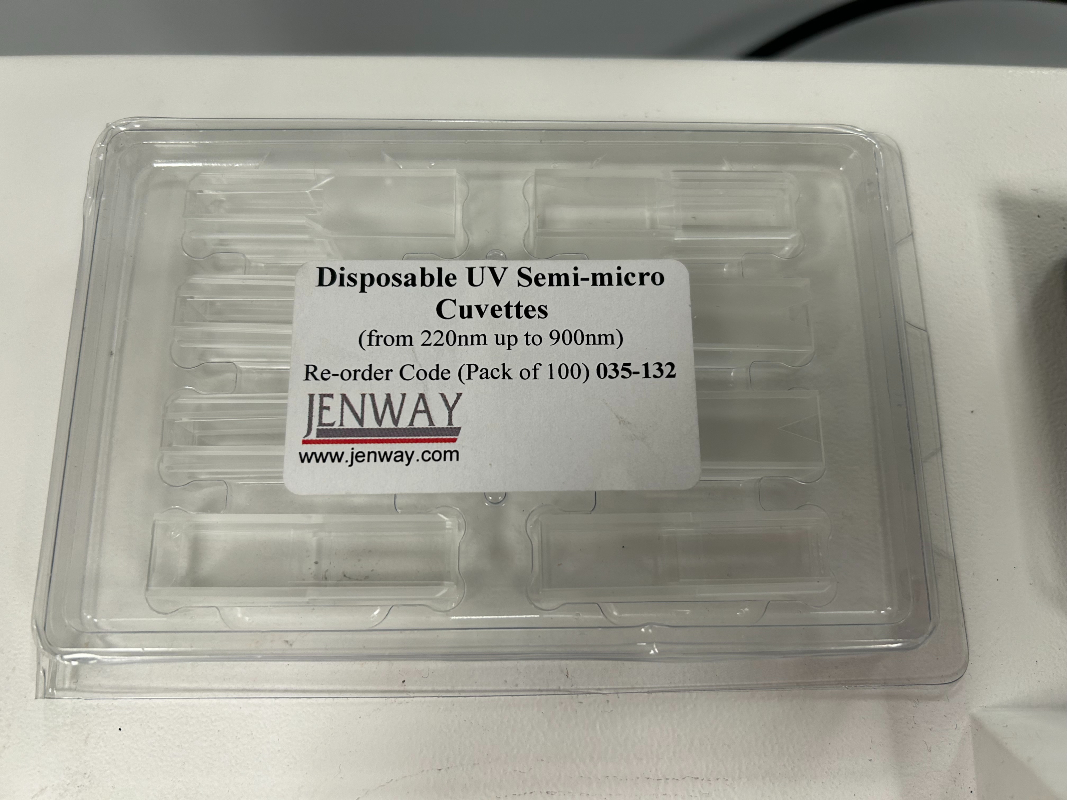 Disposable UV Semi-micro
Cuvettes
(from 220nm up to 900nm)
Re-order Code (Pack of 100) 035-132
JENWAY
www.jenway.com